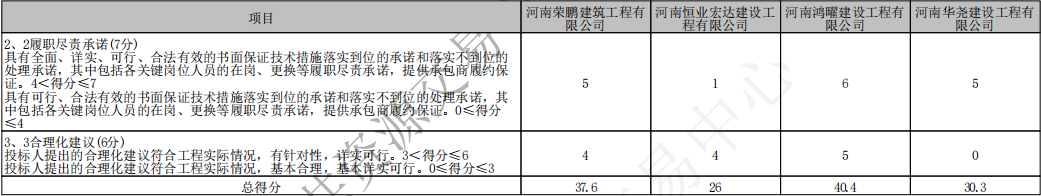 项目 河南荣鹏建筑工程有限公司 河南恒业宏达建设工程有限公司 河南鸿曜建设工程有限公司 河南华尧建设工程有限公司
2、2履职尽责承诺(7分)
具有全面、详实、可行、合法有效的书面保证技术措施落实到位的承诺和落实不到位的
处理承诺，其中包括各关键岗位人员的在岗、更换等履职尽责承诺，提供承包商履约保
证。4<得分≤7
具有可行、合法有效的书面保证技术措施落实到位的承诺和落实不到位的处理承诺，其
中包括各关键岗位人员的在岗、更换等履职尽责承诺，提供承包商履约保证。0≤得分
≤4
5 1 6 5
3、3合理化建议(6分)
投标人提出的合理化建议符合工程实际情况，有针对性，详实可行。3<得分≤6
投标人提出的合理化建议符合工程实际情况，基本合理，基本详实可行。0≤得分≤3
4 4 5 0
总得分 37.6 26 40.4 30.3
共资源交易
交易中心